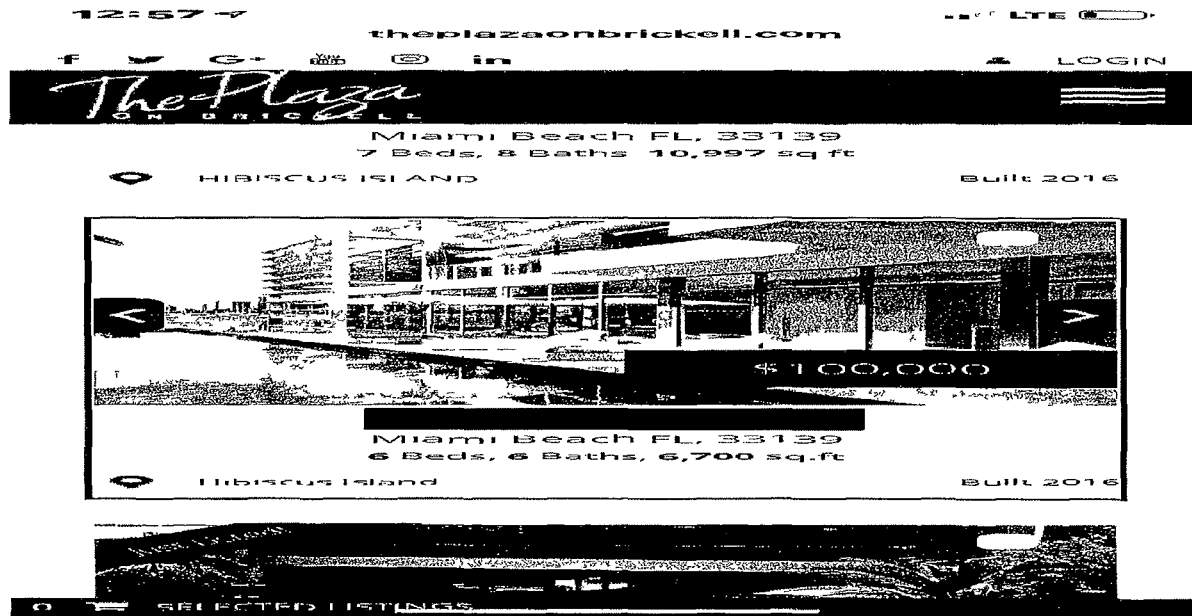 12:57 LTE
theplazaonbrickell.com
f G+ You in LOGIN
The Plaza
ON BRICKELL
Miami Beach FL, 33139
7 Beds, 8 Baths 10,997 sq ft
HIBISCUS ISLAND Built 2016
< >
$100,000
Miami Beach FL, 33139
6 Beds, 6 Baths, 6,700 sq.ft
Hibiscus Island Built 2016
0 SELECTED LISTINGS